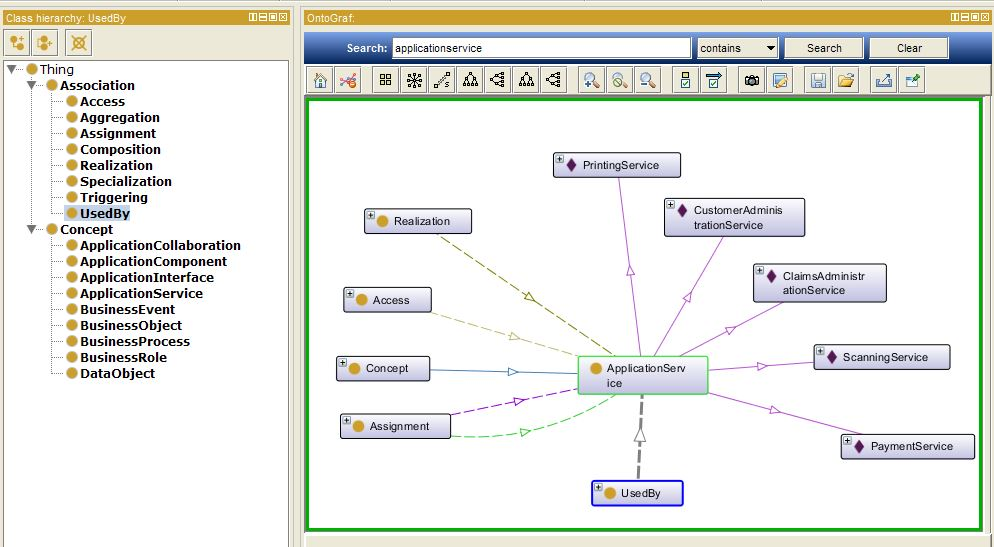 Class hierarchy: UsedBy
Thing
Association
Access
Aggregation
Assignment
Composition
Realization
Specialization
Triggering
UsedBy
Concept
ApplicationCollaboration
ApplicationComponent
ApplicationInterface
ApplicationService
BusinessEvent
BusinessObject
BusinessProcess
BusinessRole
DataObject
OntoGraf:
Search: applicationservice contains Search Clear
PrintingService
Realization
CustomerAdminis
trationService
ClaimsAdministr
ationService
Access
ScanningService
Concept
ApplicationServ
ice
Assignment
PaymentService
UsedBy